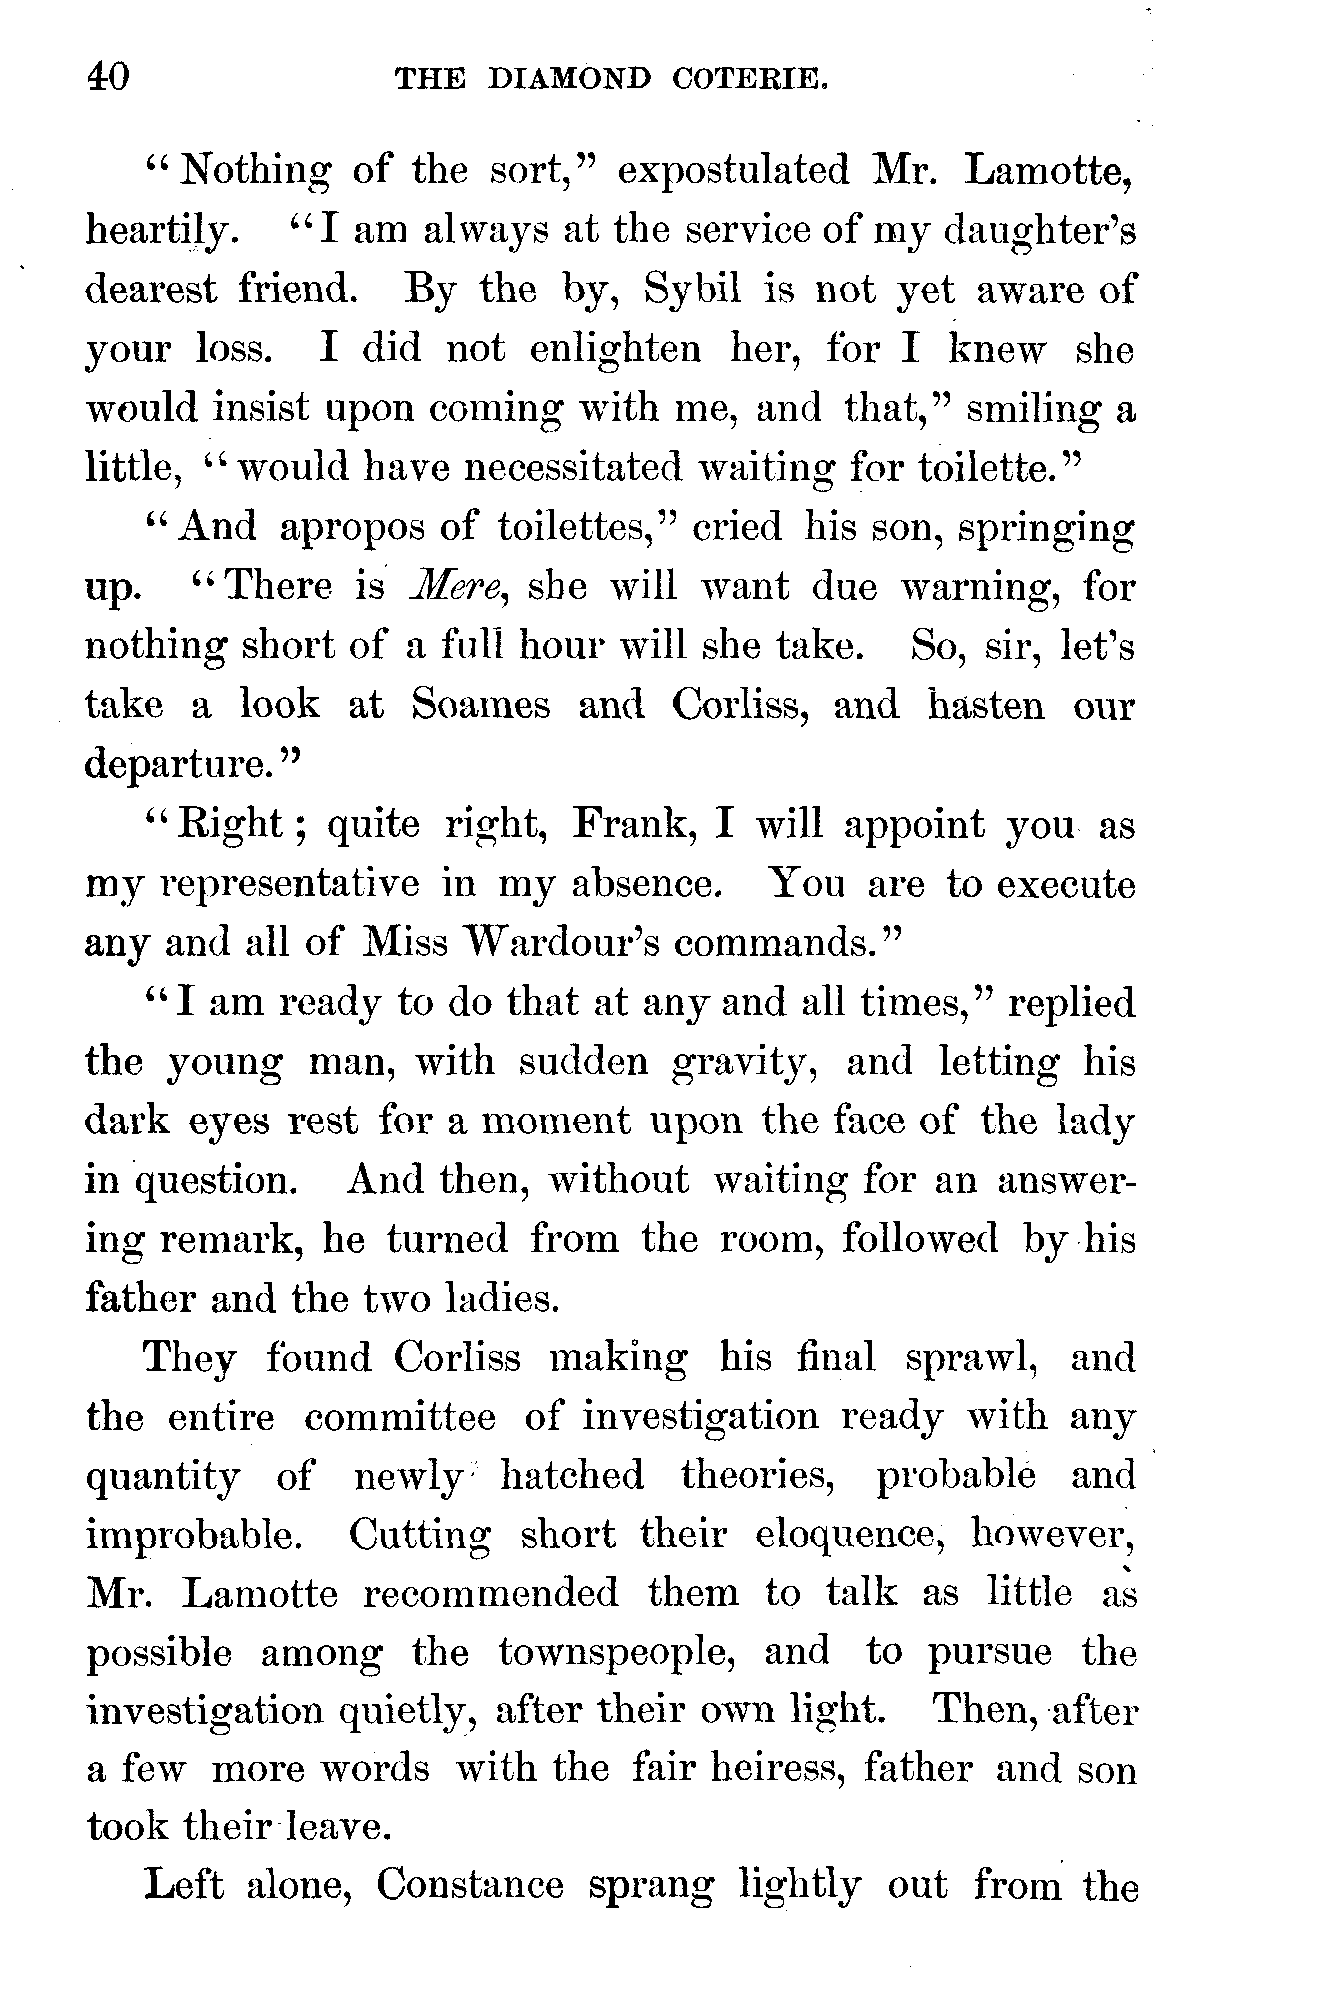 40 THE DIAMOND COTERIE.
"Nothing of the sort," expostulated Mr. Lamotte,
heartily. "I am always at the service of my daughter's
dearest friend. By the by, Sybil is not yet aware of
your loss. I did not enlighten her, for I knew she
would insist upon coming with me, and that," smiling a
little, "would have necessitated waiting for toilette."
"And apropos of toilettes," cried his son, springing
up. "There is Mere, she will want due warning, for
nothing short of a full hour will she take. So, sir, let's
take a look at Soames and Corliss, and hasten our
departure."
"Right; quite right, Frank, I will appoint you as
my representative in my absence. You are to execute
any and all of Miss Wardour's commands."
"I am ready to do that at any and all times," replied
the young man, with sudden gravity, and letting his
dark eyes rest for a moment upon the face of the lady
in question. And then, without waiting for an answer-
ing remark, he turned from the room, followed by his
father and the two ladies.
They found Corliss making his final sprawl, and
the entire committee of investigation ready with any
quantity of newly hatched theories, probable and
improbable. Cutting short their eloquence, however,
Mr. Lamotte recommended them to talk as little as
possible among the townspeople, and to pursue the
investigation quietly, after their own light. Then, after
a few more words with the fair heiress, father and son
took their leave.
Left alone, Constance sprang lightly out from the